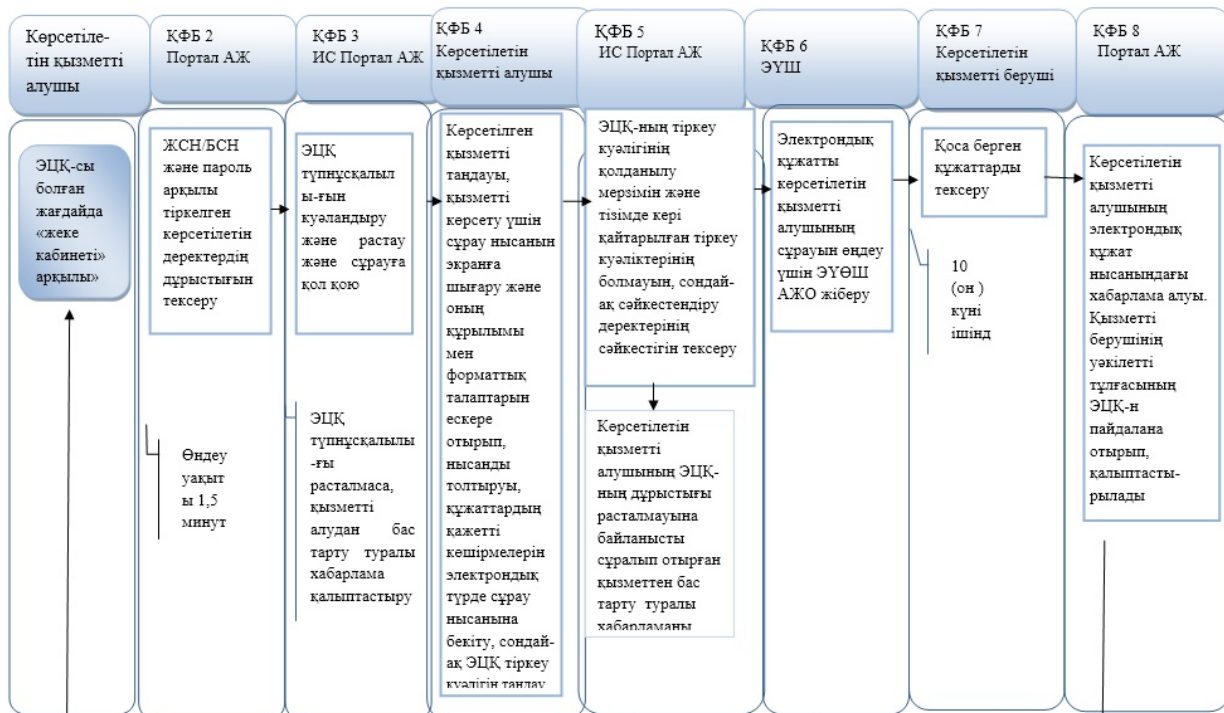 Көрсетіле-
тін қызметті
алушы
ҚФБ 2
Портал АЖ
ҚФБ 3
ИС Портал АЖ
ҚФБ 4
Көрсетілетін
қызметті алушы
ҚФБ 5
ИС Портал АЖ
ҚФБ 6
ЭҮШ
ҚФБ 7
Көрсетілетін
қызметті беруші
ҚФБ 8
Портал АЖ
ЭЦҚ-сы
болған
жағдайда
«жеке
кабинеті»
арқылы»
ЖСН/БСН
және пароль
арқылы
тіркелген
көрсетілетін
деректердің
дұрыстығын
тексеру
Өңдеу
уақыт
ы 1,5
минут
ЭЦҚ
түпнұсқалыл
ы-ғын
куәландыру
және растау
және сұрауға
қол қою
ЭЦҚ
түпнұсқалылы
-ғы
расталмаса,
қызметті
алудан бас
тарту туралы
хабарлама
қалыптастыру
Көрсетілген
қызметті
таңдауы,
қызметті
көрсету үшін
сұрау нысанын
экранға
шығару және
оның
құрылымы
мен
форматтық
талаптарын
ескере
отырып,
нысанды
толтыруы,
құжаттардың
қажетті
көшірмелерін
электрондық
түрде сұрау
нысанына
бекіту, сондай-
ақ ЭЦҚ тіркеу
куәлігін таңдау
ЭЦҚ-ның тіркеу
куәлігінің
қолданылу
мерзімін және
тізімде кері
қайтарылған тіркеу
куәліктерінің
болмауын, сондай-
ақ сәйкестендіру
деректерінің
сәйкестігін тексеру
Көрсетілетін
қызметті
алушының ЭЦҚ-
ның дұрыстығы
расталмауына
байланысты
сұралып отырған
қызметтен бас
тарту туралы
хабарламаны
Электрондық
құжатты
көрсетілетін
қызметті
алушының
сұрауын өңдеу
үшін ЭҮӨШ
АЖО жіберу
Қоса берген
құжаттарды
тексеру
10
(он )
күні
ішінд
Көрсетілетін
қызметті
алушының
электрондық
құжат
нысанындағы
хабарлама алуы.
Қызметті
берушінің
уәкілетті
тұлғасының
ЭЦҚ-н
пайдалана
отырып,
қалыптасты-
рылады